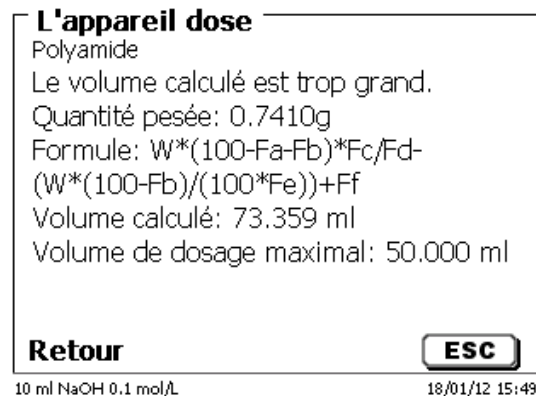 L'appareil dose
Polyamide
Le volume calculé est trop grand.
Quantité pesée: 0.7410g
Formule: W*(100-Fa-Fb)*Fc/Fd-
(W*(100-Fb)/(100*Fe))+Ff
Volume calculé: 73.359 ml
Volume de dosage maximal: 50.000 ml
Retour ESC
10 ml NaOH 0.1 mol/L 18/01/12 15:49